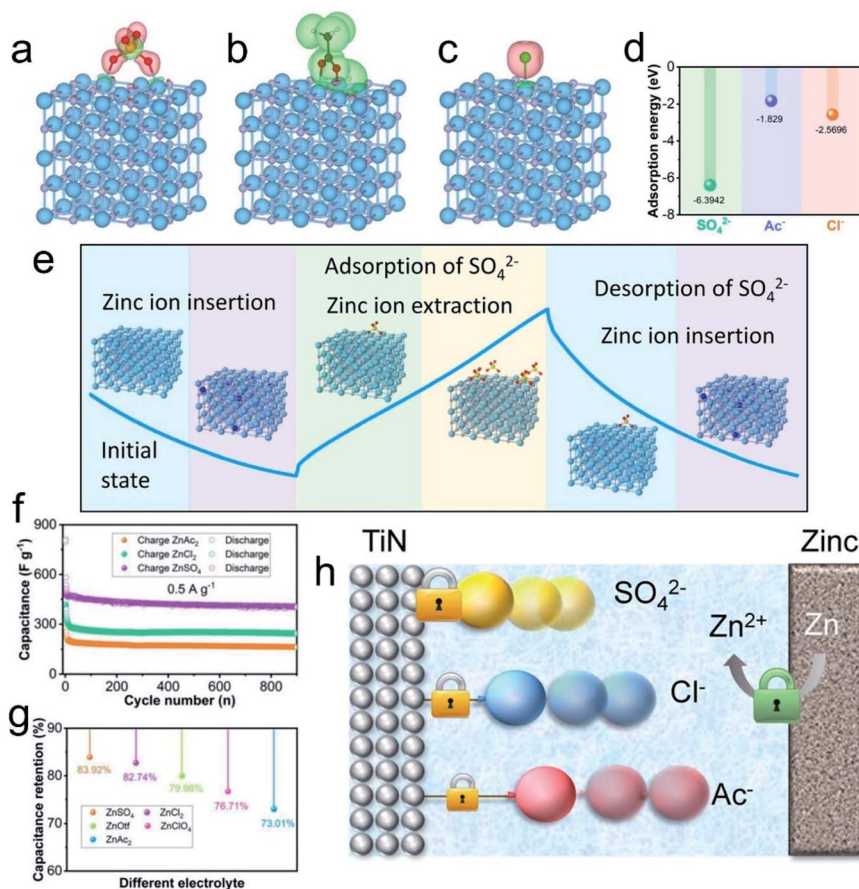 a
b
c
d
Adsorption energy (eV)
0
-2
-4
-6
-8
-6.3942
-1.829
-2.5696
SO₄²⁻
Ac⁻
Cl⁻
e
Zinc ion insertion
Initial
state
Adsorption of SO₄²⁻
Zinc ion extraction
Desorption of SO₄²⁻
Zinc ion insertion
f
Capacitance (F g⁻¹)
900
600
300
0
Charge ZnAc₂ Discharge
Charge ZnCl₂ Discharge
Charge ZnSO₄ Discharge
0.5 A g⁻¹
0 200 400 600 800
Cycle number (n)
g
Capacitance retention (%)
90
80
70
60
83.92%
82.74%
79.98%
76.71%
73.01%
ZnSO₄ ZnCl₂
ZnOtf ZnClO₄
ZnAc₂
Different electrolyte
h
TiN
Zinc
SO₄²⁻
Zn²⁺
Zn
Cl⁻
Ac⁻